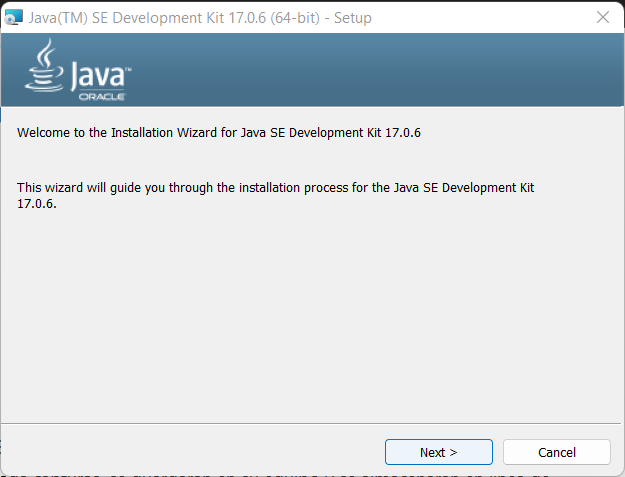 Java(TM) SE Development Kit 17.0.6 (64-bit) - Setup
Java™
ORACLE
Welcome to the Installation Wizard for Java SE Development Kit 17.0.6
This wizard will guide you through the installation process for the Java SE Development Kit
17.0.6.
Next >
Cancel